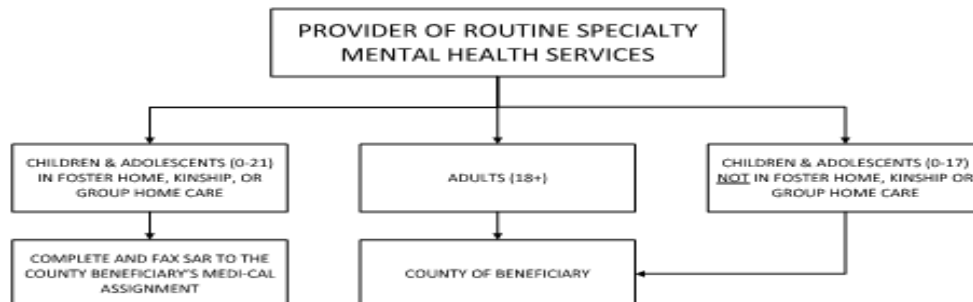 PROVIDER OF ROUTINE SPECIALTY
MENTAL HEALTH SERVICES
CHILDREN & ADOLESCENTS (0-21)
IN FOSTER HOME, KINSHIP, OR
GROUP HOME CARE
ADULTS (18+)
CHILDREN & ADOLESCENTS (0-17)
NOT IN FOSTER HOME, KINSHIP OR
GROUP HOME CARE
COMPLETE AND FAX SAR TO THE
COUNTY BENEFICIARY'S MEDI-CAL
ASSIGNMENT
COUNTY OF BENEFICIARY